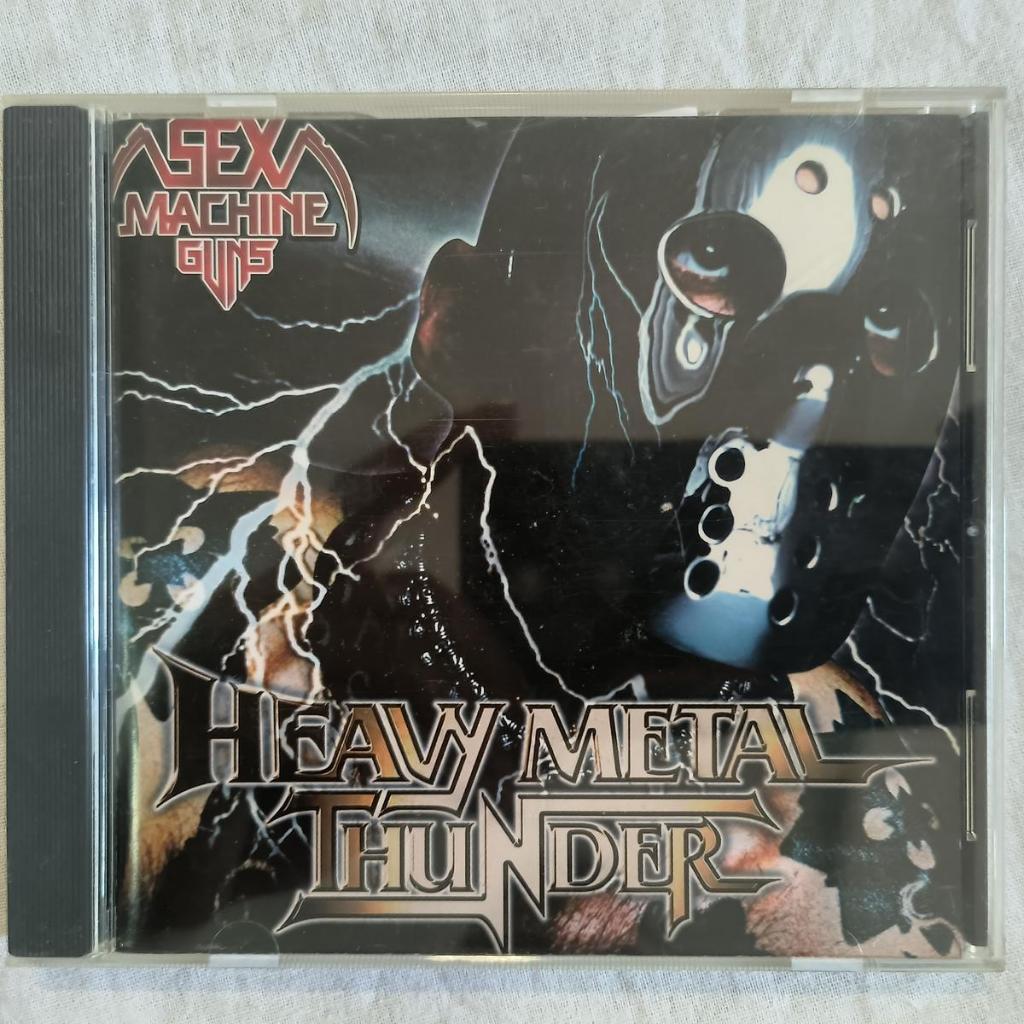 SEX
MACHINE
GUNS
HEAVY METAL
THUNDER